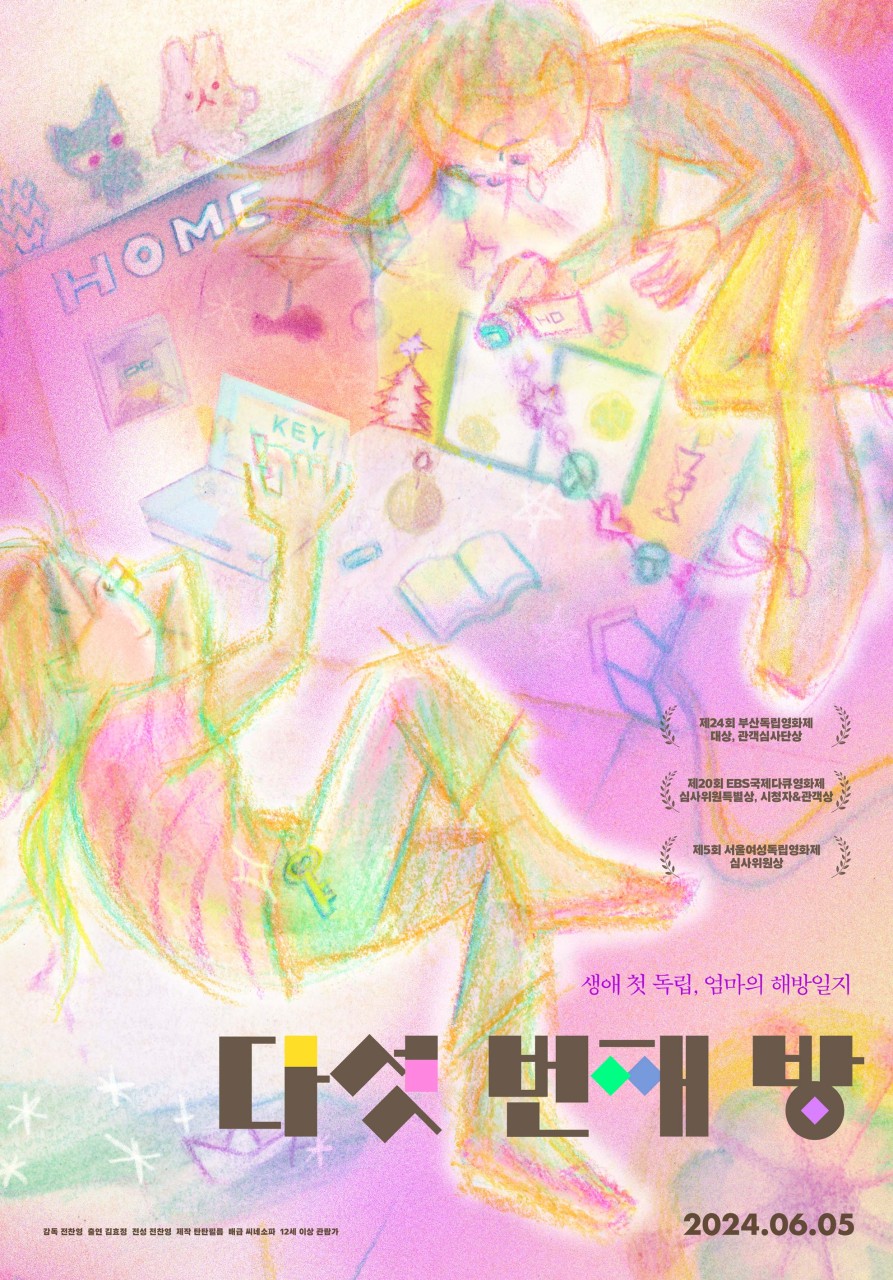 HOME
HO
KEY
제24회 부산독립영화제
대상, 관객심사단상
제20회 EBS국제다큐영화제
심사위원특별상, 시청자&관객상
제5회 서울여성독립영화제
심사위원상
생애 첫 독립, 엄마의 해방일지
다섯 번째 방
2024.06.05
감독 전찬영 출연 김효정 전성 전찬영 제작 탄탄필름 배급 씨네소파 12세 이상 관람가